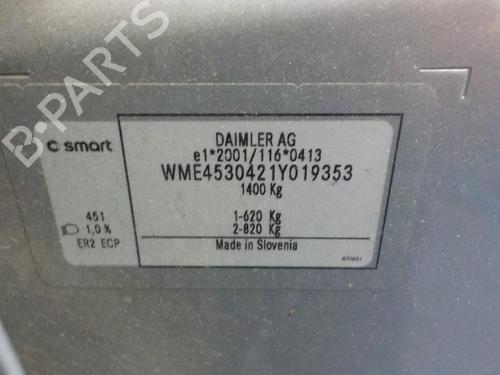 B-PARTS
smart
DAIMLER AG
e1*2001/116*0413
WME4530421Y019353
1400 Kg
1-620 Kg
2-820 Kg
Made in Slovenia
451
1,0 %
ER2 ECP